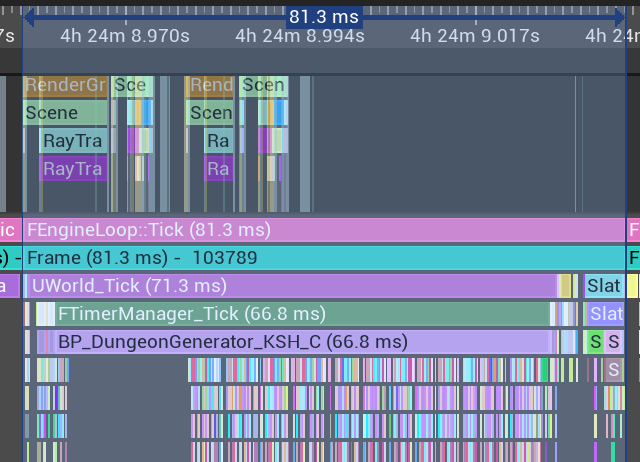 81.3 ms
7s 4h 24m 8.970s 4h 24m 8.994s 4h 24m 9.017s 4h 24m
RenderGr Sce Rend Scen
Scene Scen
RayTra Ra
RayTra Ra
ic FEngineLoop::Tick (81.3 ms) F
s) - Frame (81.3 ms) - 103789 F
a UWorld_Tick (71.3 ms) Slat
FTimerManager_Tick (66.8 ms) Slat
BP_DungeonGenerator_KSH_C (66.8 ms) S S
S